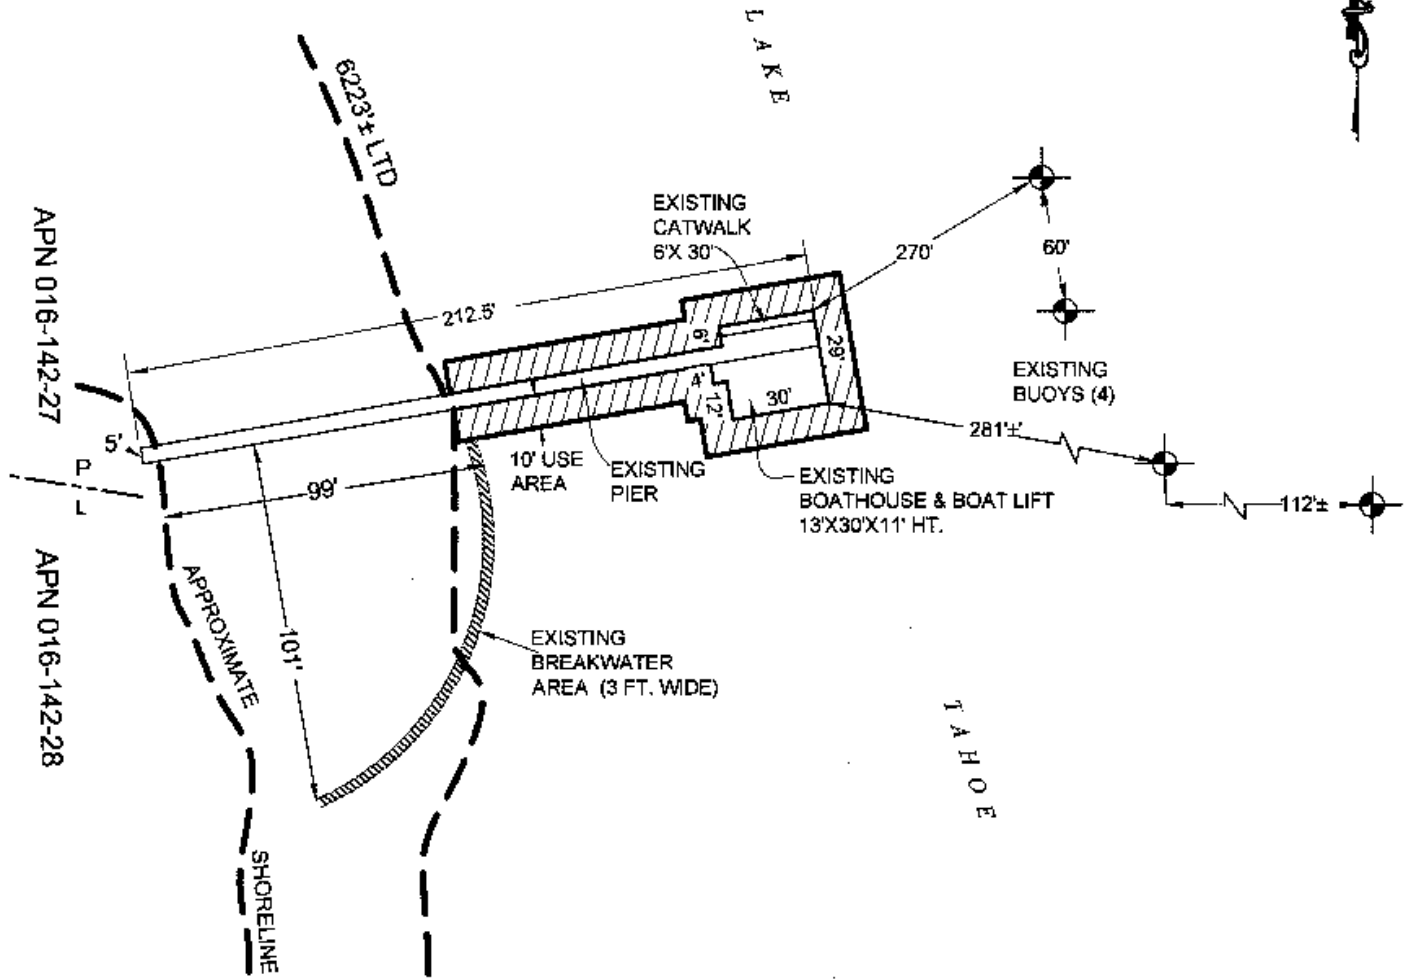 LAKE
6223'± LTD
APN 016-142-27
EXISTING
CATWALK
6'X 30'
270'
60'
212.5'
6'
29'
EXISTING
BUOYS (4)
4'
12'
30'
281'±
5'
P
L
99'
10' USE
AREA
EXISTING
PIER
EXISTING
BOATHOUSE & BOAT LIFT
13'X30'X11' HT.
112'±
APN 016-142-28
APPROXIMATE
SHORELINE
101'
EXISTING
BREAKWATER
AREA (3 FT. WIDE)
TAHOE